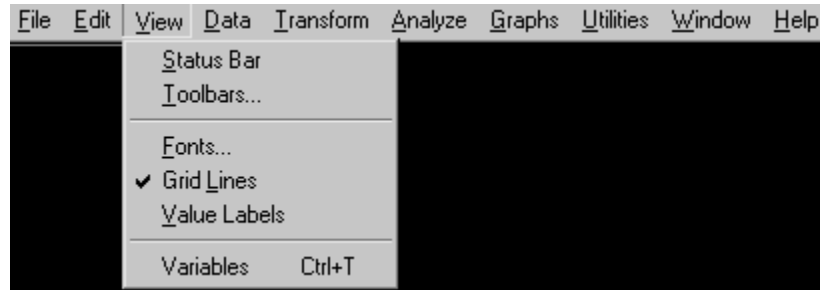 File Edit View Data Transform Analyze Graphs Utilities Window Help
Status Bar
Toolbars...
Fonts...
Grid Lines
Value Labels
Variables Ctrl+T